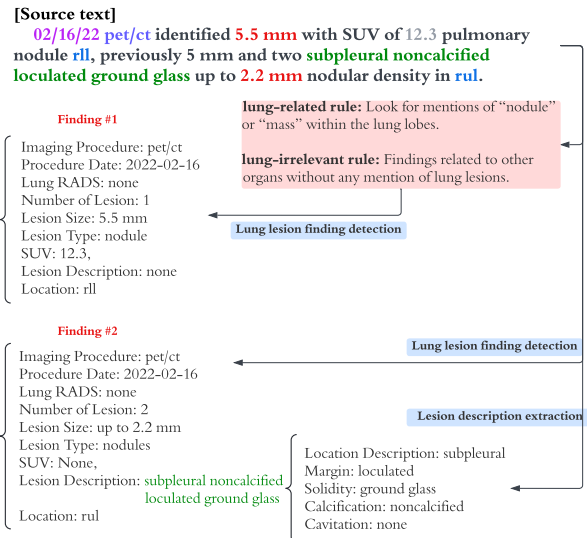 [Source text]
02/16/22 pet/ct identified 5.5 mm with SUV of 12.3 pulmonary
nodule rll, previously 5 mm and two subpleural noncalcified
loculated ground glass up to 2.2 mm nodular density in rul.
lung-related rule: Look for mentions of “nodule”
or “mass” within the lung lobes.
lung-irrelevant rule: Findings related to other
organs without any mention of lung lesions.
Finding #1
Imaging Procedure: pet/ct
Procedure Date: 2022-02-16
Lung RADS: none
Number of Lesion: 1
Lesion Size: 5.5 mm
Lesion Type: nodule
SUV: 12.3,
Lesion Description: none
Location: rll
Lung lesion finding detection
Finding #2
Lung lesion finding detection
Imaging Procedure: pet/ct
Procedure Date: 2022-02-16
Lung RADS: none
Number of Lesion: 2
Lesion Size: up to 2.2 mm
Lesion Type: nodules
SUV: None,
Lesion Description: subpleural noncalcified
loculated ground glass
Location: rul
Lesion description extraction
Location Description: subpleural
Margin: loculated
Solidity: ground glass
Calcification: noncalcified
Cavitation: none